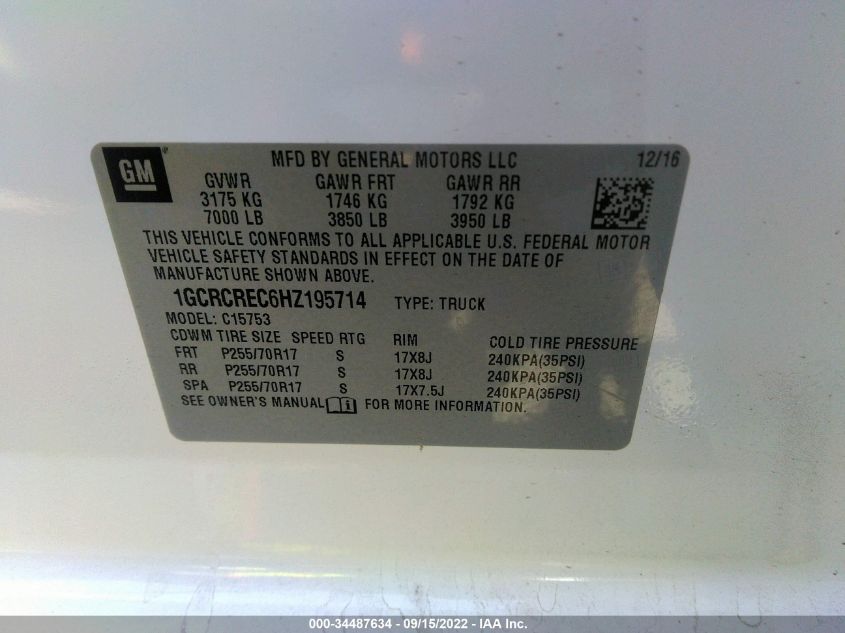 GM
MFD BY GENERAL MOTORS LLC 12/16
GVWR GAWR FRT GAWR RR
3175 KG 1746 KG 1792 KG
7000 LB 3850 LB 3950 LB
THIS VEHICLE CONFORMS TO ALL APPLICABLE U.S. FEDERAL MOTOR
VEHICLE SAFETY STANDARDS IN EFFECT ON THE DATE OF
MANUFACTURE SHOWN ABOVE.
1GCRCREC6HZ195714 TYPE: TRUCK
MODEL: C15753
CDWM TIRE SIZE SPEED RTG RIM COLD TIRE PRESSURE
FRT P255/70R17 S 17X8J 240KPA(35PSI)
RR P255/70R17 S 17X8J 240KPA(35PSI)
SPA P255/70R17 S 17X7.5J 240KPA(35PSI)
SEE OWNER'S MANUAL FOR MORE INFORMATION.
000-34487634 - 09/15/2022 - IAA Inc.